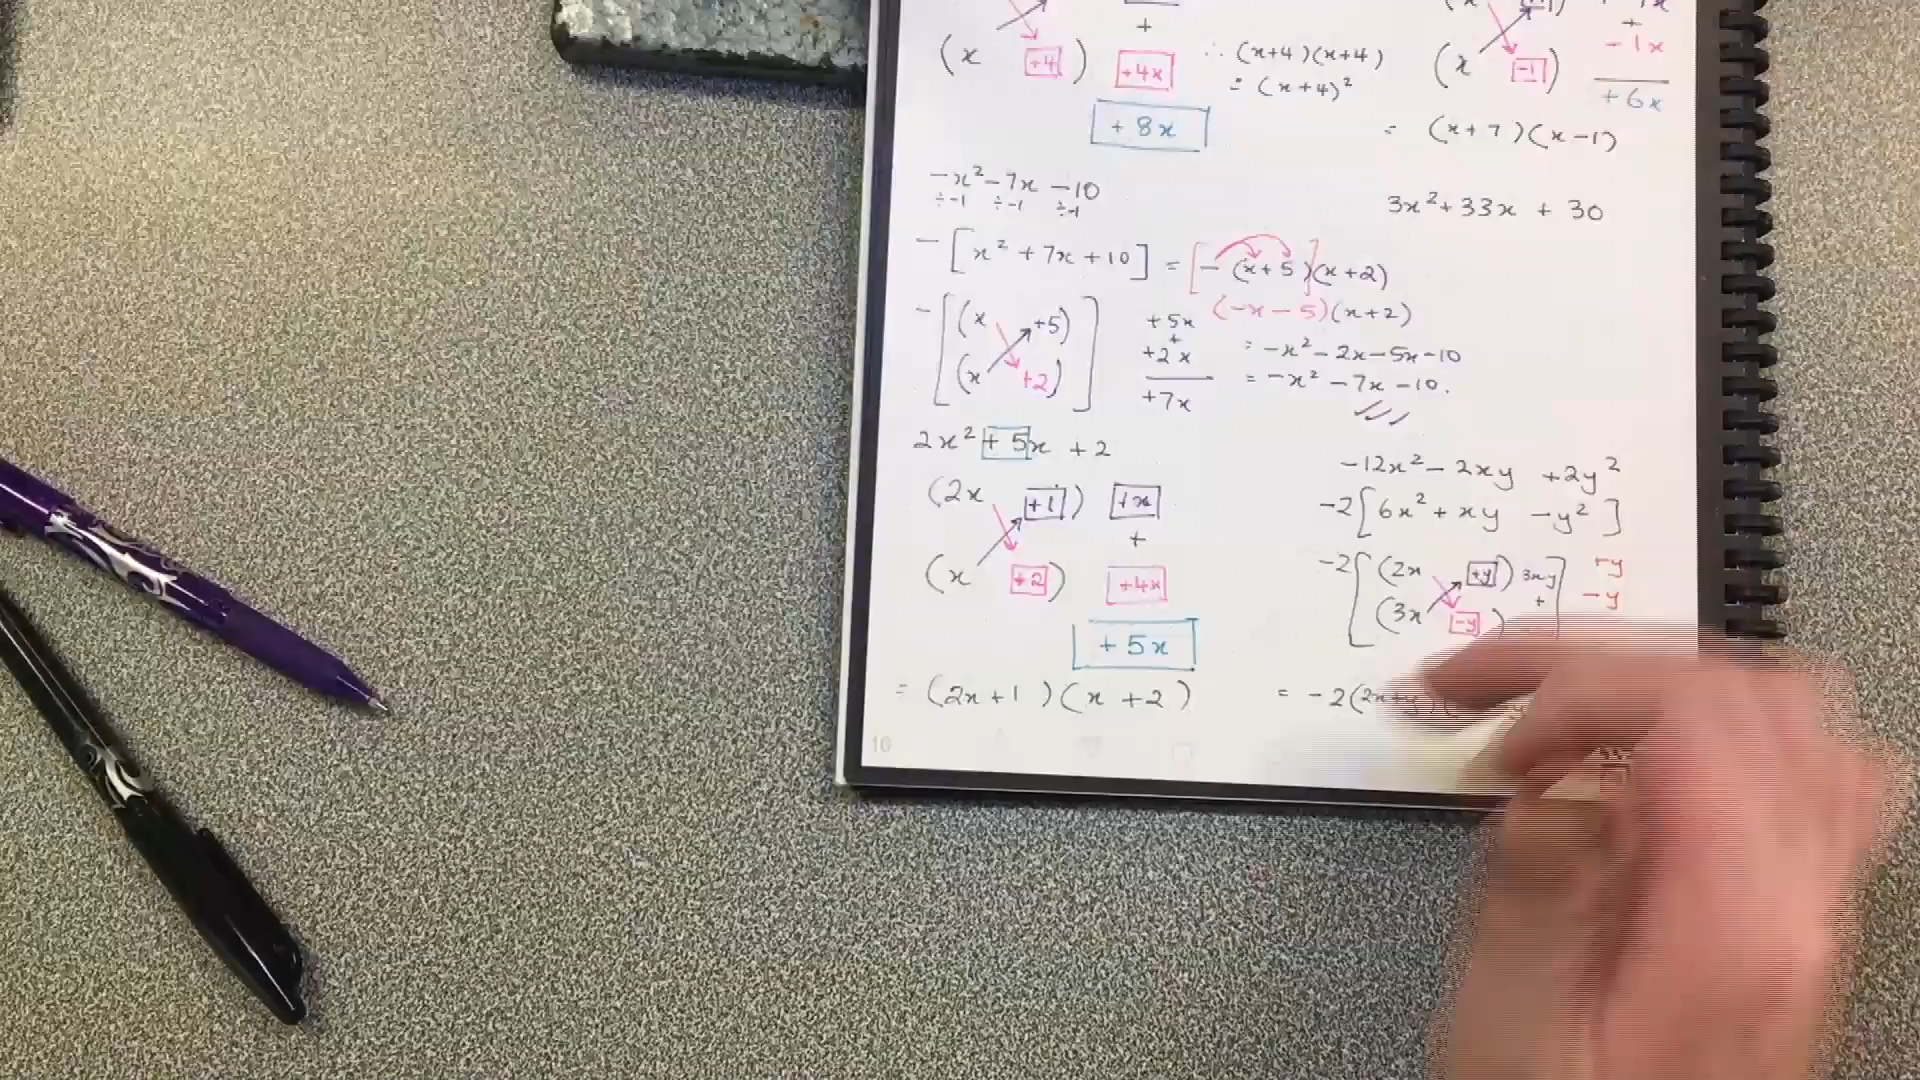 +
(x +4) +4x
∴ (x+4)(x+4)
= (x+4)²
+8x
(x -1)
+
-1x
+6x
= (x+7)(x-1)
-x² - 7x - 10
÷-1 ÷-1 ÷-1
-[x² + 7x + 10] = [-(x+5)](x+2)
(-x - 5)(x+2)
-[(x +5)
(x +2)]
+5x
+
+2x
+7x
= -x² - 2x - 5x - 10
= -x² - 7x - 10.
3x² + 33x + 30
2x² + 5x + 2
(2x +1) +x
+
(x +2) +4x
+5x
= (2x+1)(x+2)
-12x² - 2xy + 2y²
-2[6x² + xy - y²]
-2[(2x +y) 3xy
+
(3x -y)]
+y
-y
= -2(2x+y)(
10